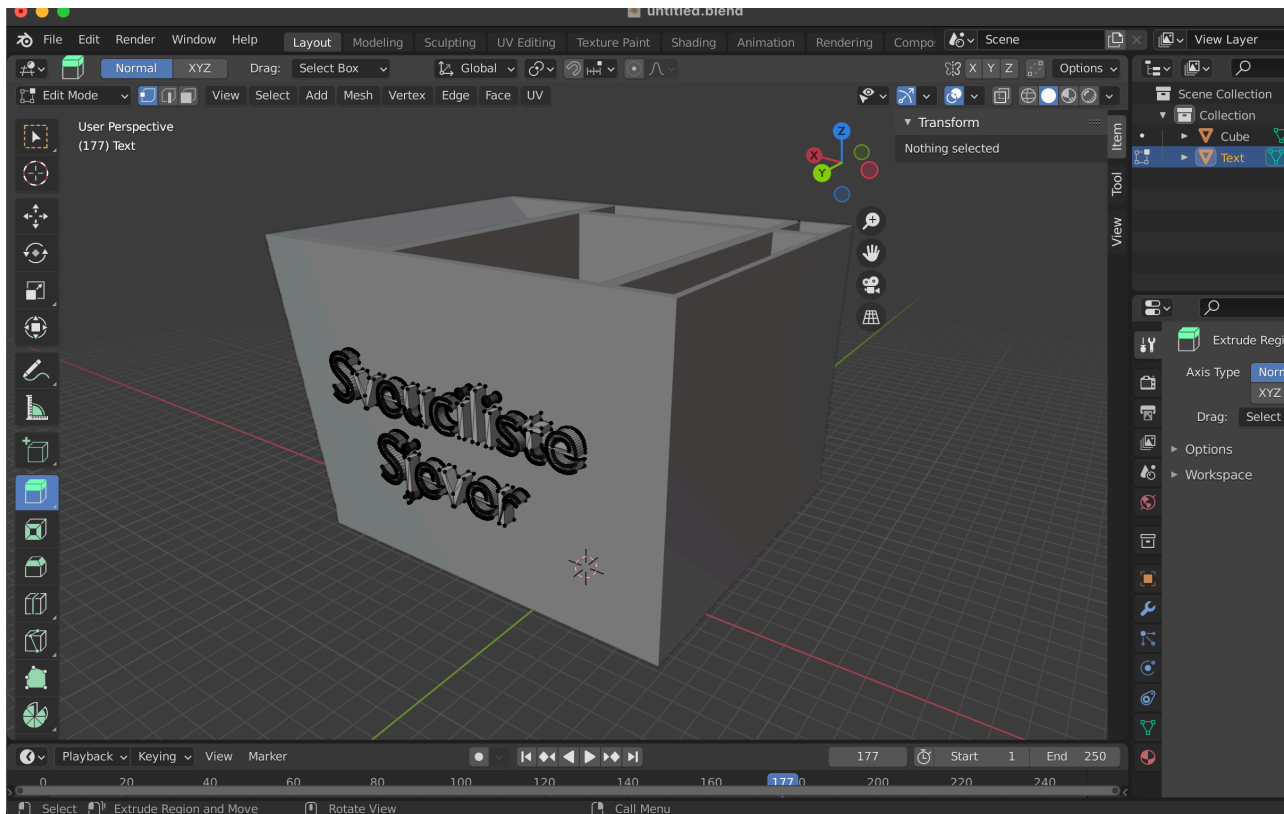 untitled.blend
File Edit Render Window Help Layout Modeling Sculpting UV Editing Texture Paint Shading Animation Rendering Compo: Scene View Layer
Normal XYZ Drag: Select Box Global X Y Z Options
Edit Mode View Select Add Mesh Vertex Edge Face UV
User Perspective
(177) Text
Z
X
Y
Transform
Nothing selected
Item
Tool
View
Scene Collection
Collection
Cube
Text
Extrude Regi
Axis Type Norn
XYZ
Drag: Select
Options
Workspace
Sjever
Playback Keying View Marker 177 Start 1 End 250
0 20 40 60 80 100 120 140 160 177 0 200 220 240
Select Extrude Region and Move Rotate View Call Menu